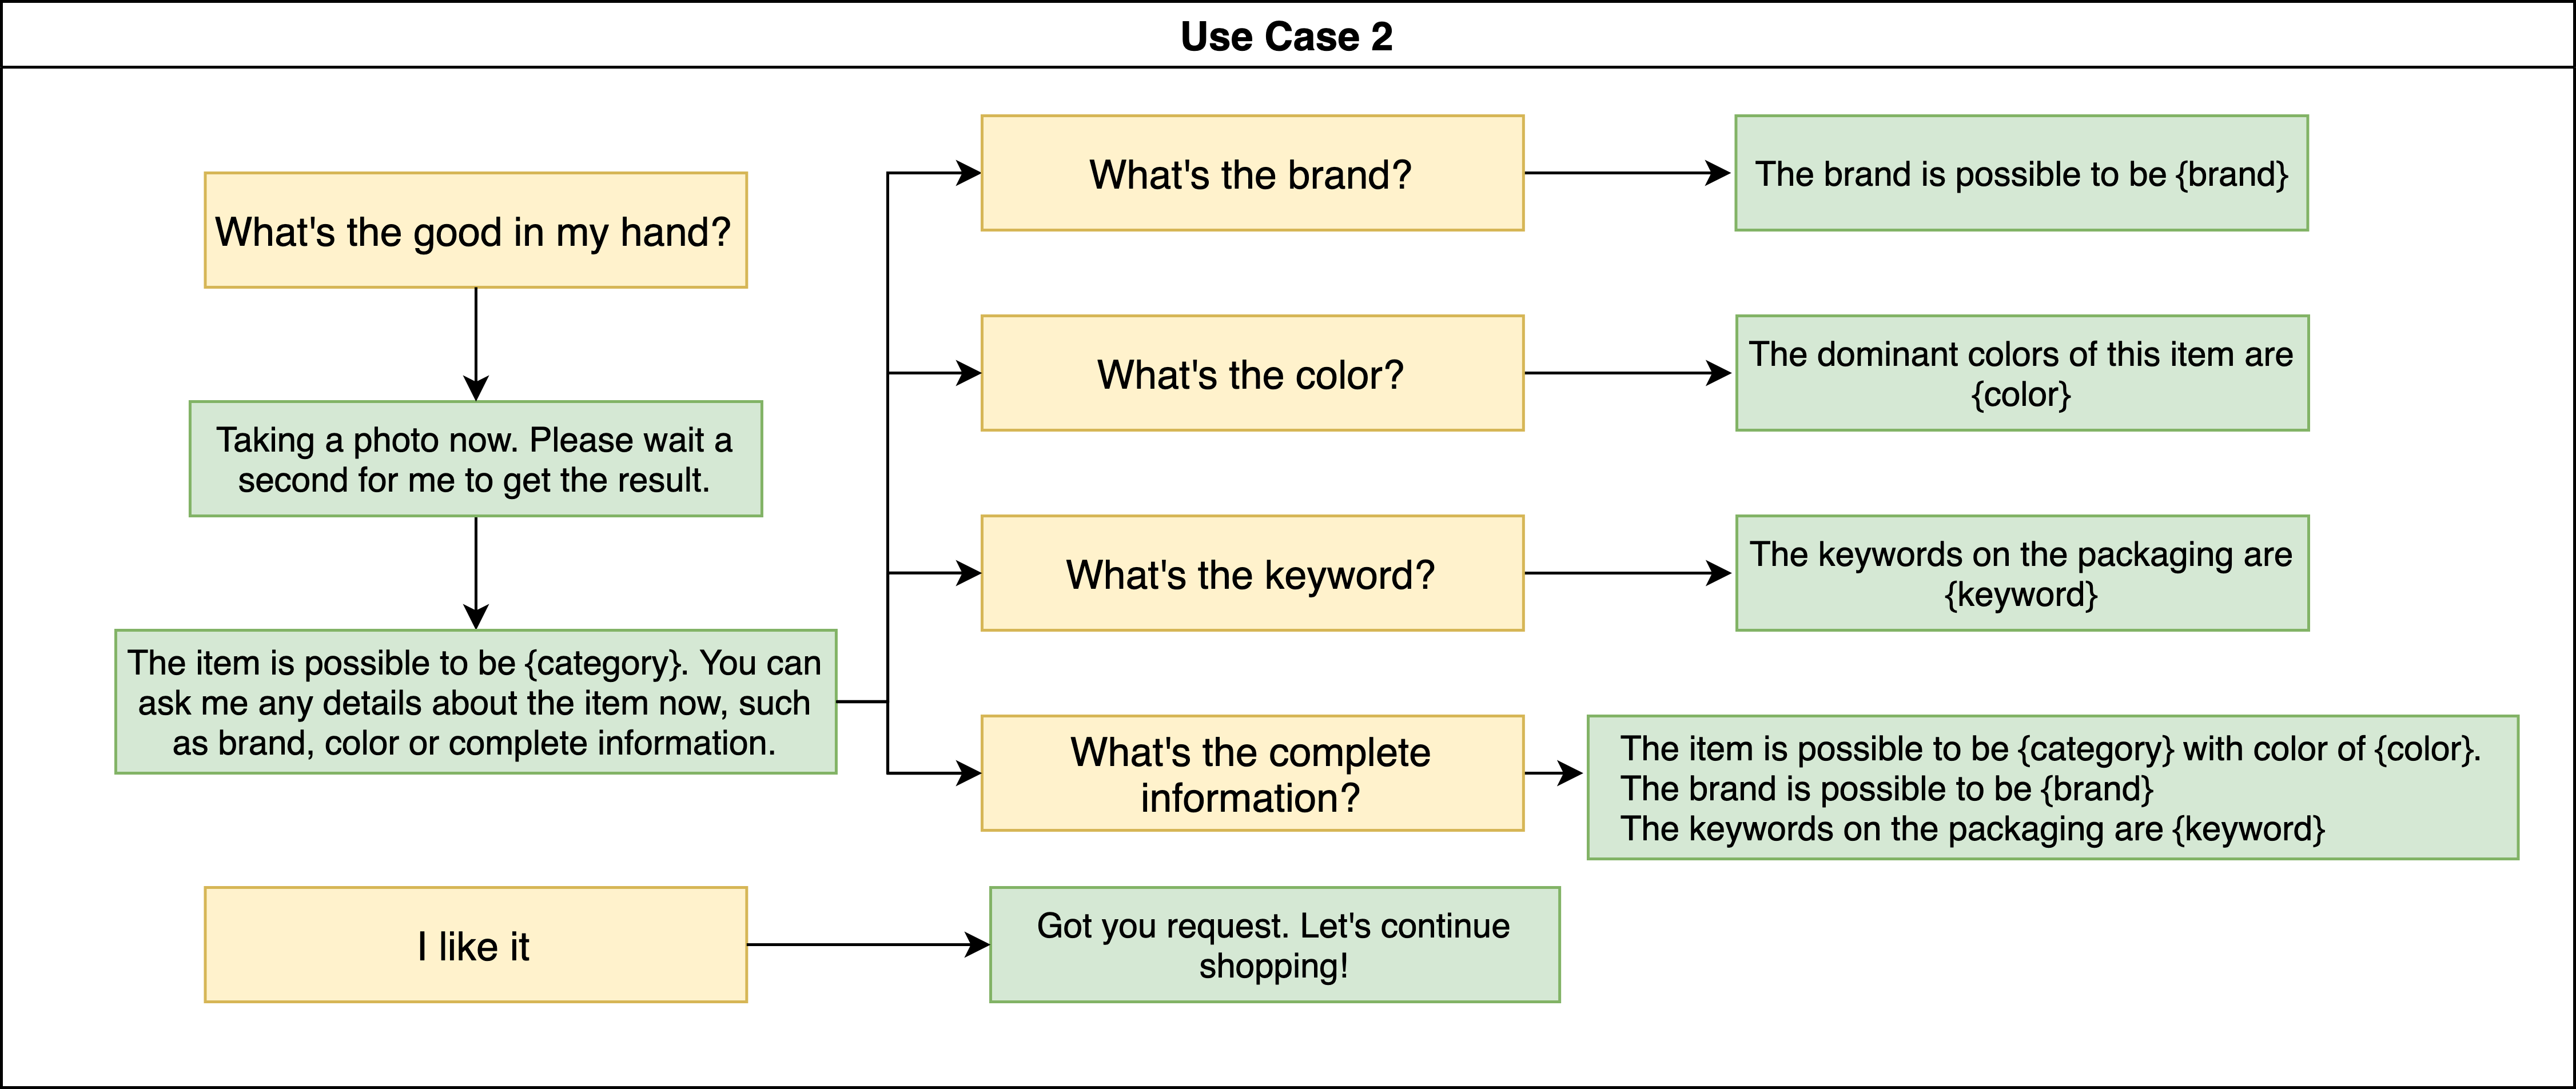 Use Case 2
What's the good in my hand?
Taking a photo now. Please wait a
second for me to get the result.
The item is possible to be {category}. You can
ask me any details about the item now, such
as brand, color or complete information.
What's the brand?
The brand is possible to be {brand}
What's the color?
The dominant colors of this item are
{color}
What's the keyword?
The keywords on the packaging are
{keyword}
What's the complete
information?
The item is possible to be {category} with color of {color}.
The brand is possible to be {brand}
The keywords on the packaging are {keyword}
I like it
Got you request. Let's continue
shopping!